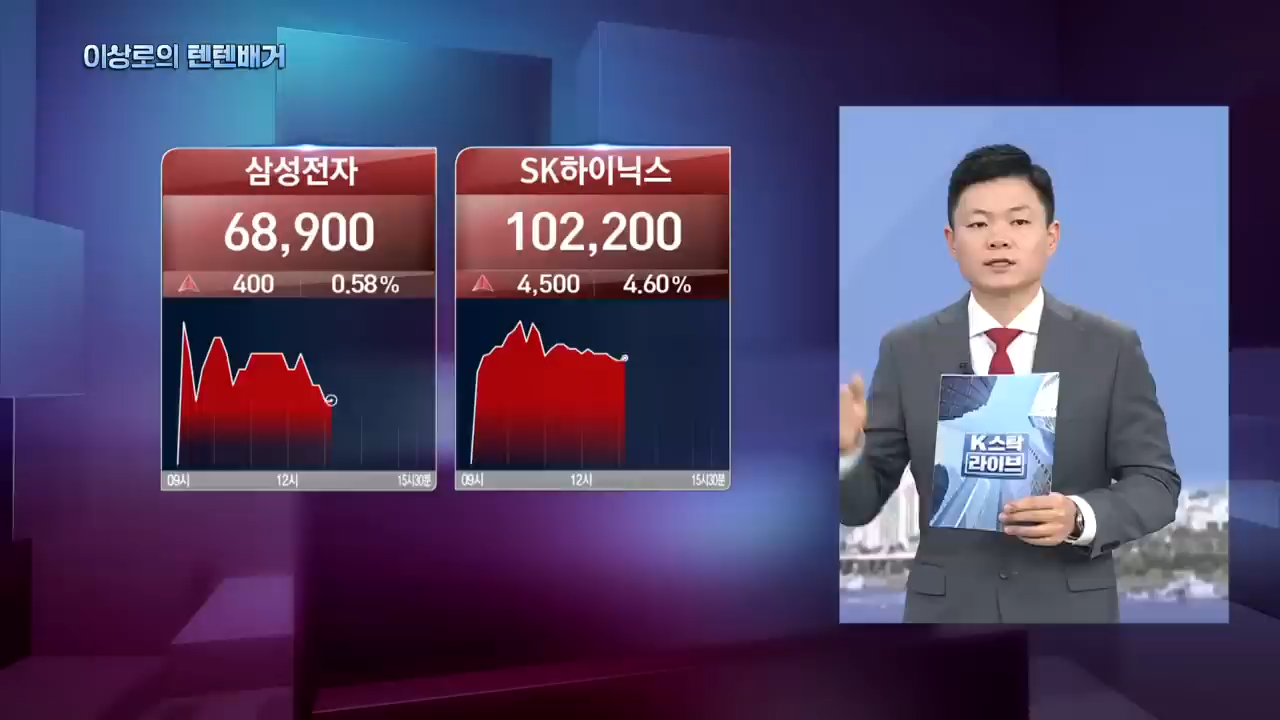 이상로의 텐텐배거
삼성전자
68,900
400 0.58%
09시 12시 15시30분
SK하이닉스
102,200
4,500 4.60%
09시 12시 15시30분
K스탁
라이브